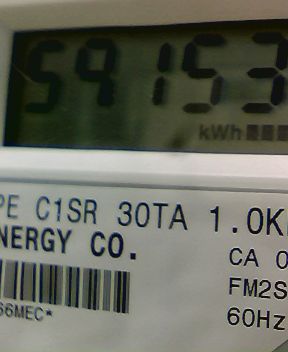 59153
kWh
PE C1SR 30TA 1.0K
NERGY CO.
CA 0
FM2S
66MEC*
60Hz